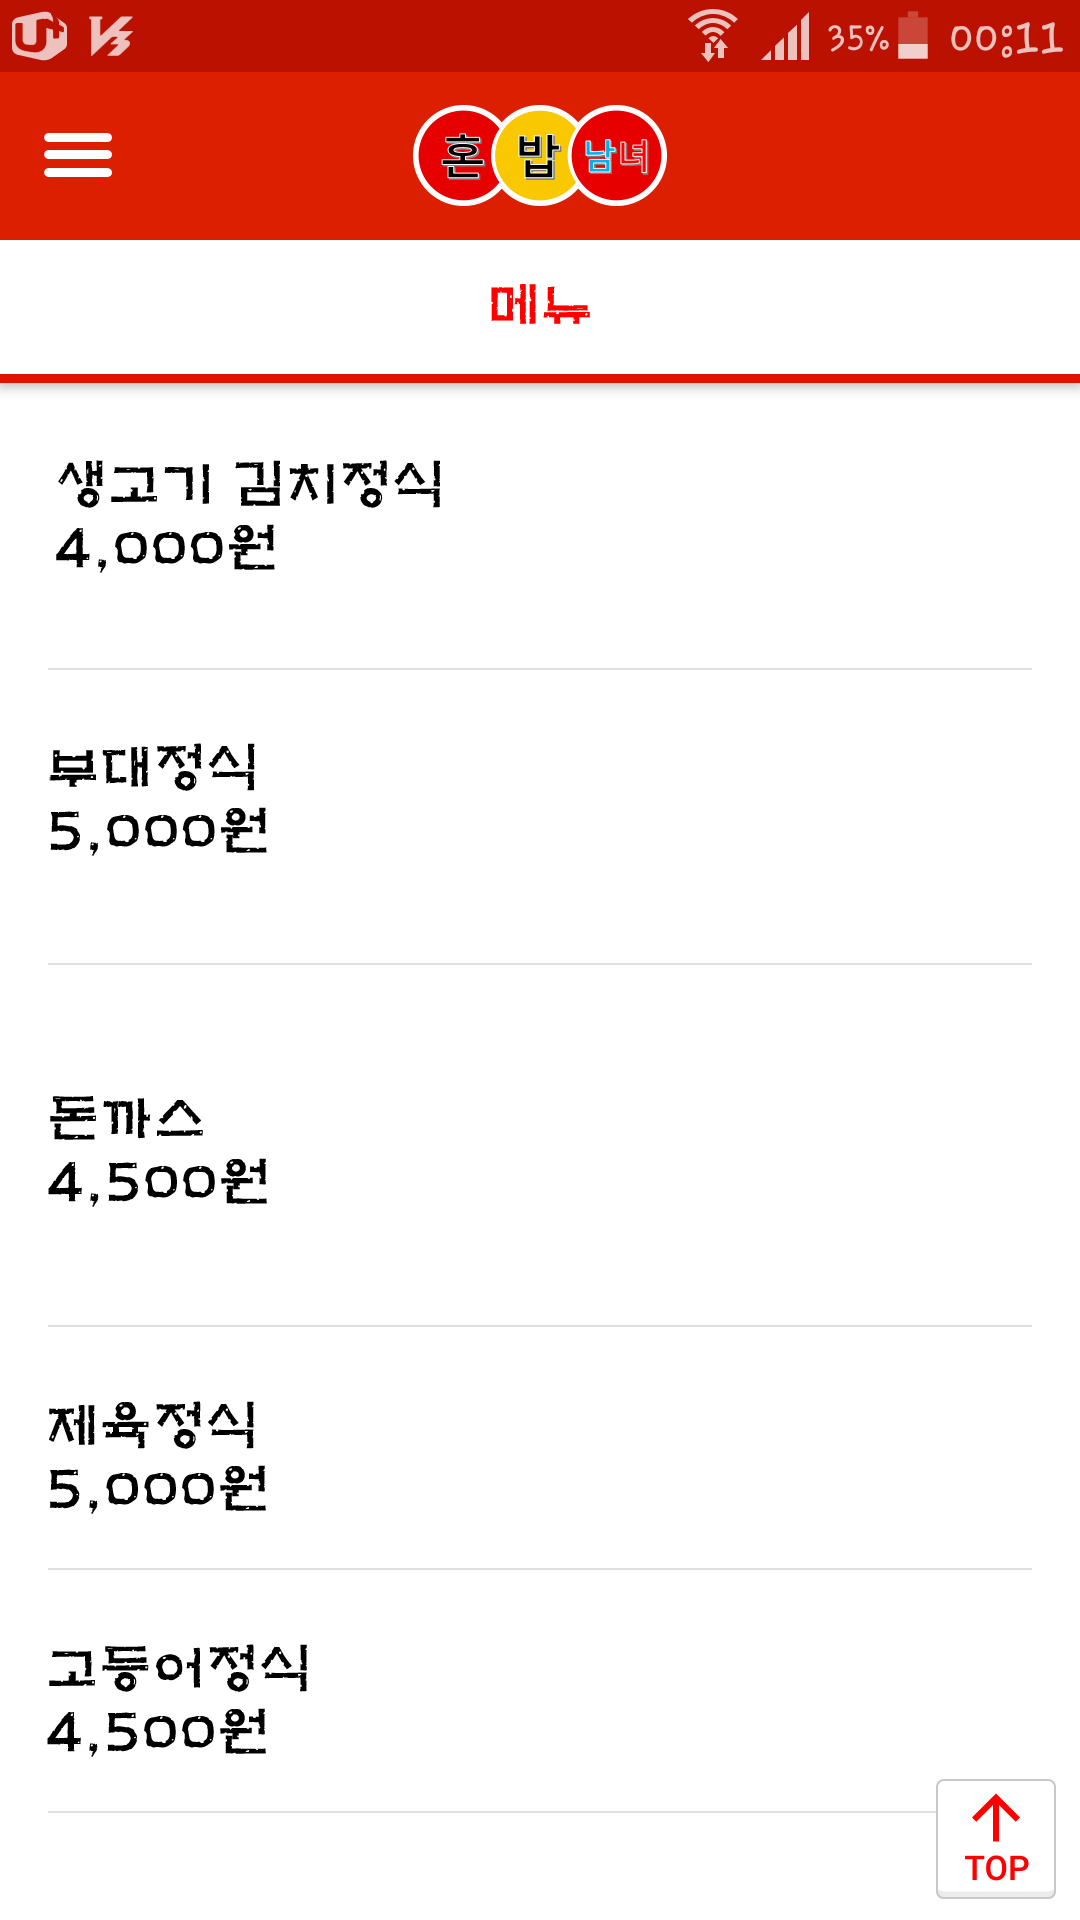 U+ V3 35% 00:11
혼 밥 남녀
메뉴
생고기 김치정식
4,000원
부대정식
5,000원
돈까스
4,500원
제육정식
5,000원
고등어정식
4,500원
TOP